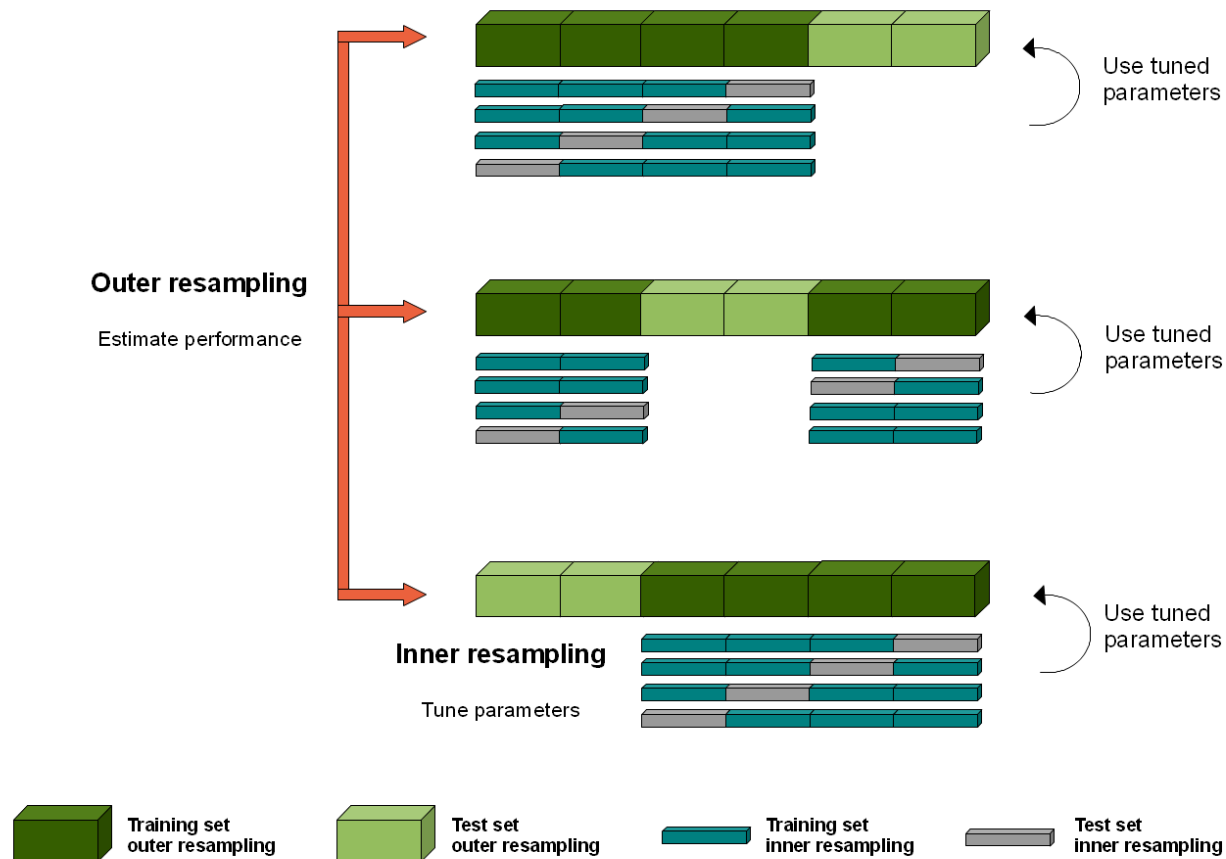 Use tuned
parameters
Outer resampling
Estimate performance
Use tuned
parameters
Inner resampling
Tune parameters
Use tuned
parameters
Training set
outer resampling
Test set
outer resampling
Training set
inner resampling
Test set
inner resampling